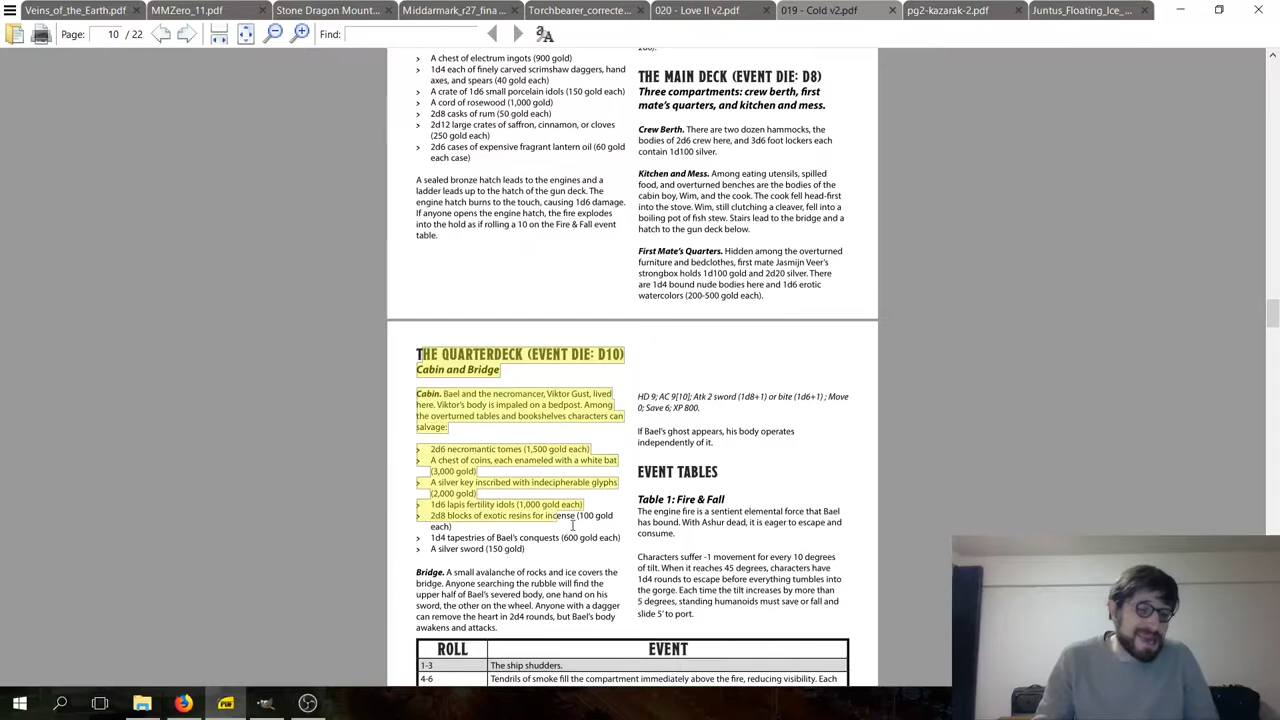 Veins_of_the_Earth.pdf
MMZero_11.pdf
Stone Dragon Mount...
Middarmark_r27_fina...
Torchbearer_correcte...
020 - Love II v2.pdf
019 - Cold v2.pdf
pg2-kazarak-2.pdf
Juntus_Floating_Ice_...
Page: 10 / 22
Find:
A chest of electrum ingots (900 gold)
1d4 each of finely carved scrimshaw daggers, hand
axes, and spears (40 gold each)
A crate of 1d6 small porcelain idols (150 gold each)
A cord of rosewood (1,000 gold)
2d8 casks of rum (50 gold each)
2d12 large crates of saffron, cinnamon, or cloves
(250 gold each)
2d6 cases of expensive fragrant lantern oil (60 gold
each case)
A sealed bronze hatch leads to the engines and a
ladder leads up to the hatch of the gun deck. The
engine hatch burns to the touch, causing 1d6 damage.
If anyone opens the engine hatch, the fire explodes
into the hold as if rolling a 10 on the Fire & Fall event
table.
THE MAIN DECK (EVENT DIE: D8)
Three compartments: crew berth, first
mate's quarters, and kitchen and mess.
Crew Berth. There are two dozen hammocks, the
bodies of 2d6 crew here, and 3d6 foot lockers each
contain 1d100 silver.
Kitchen and Mess. Among eating utensils, spilled
food, and overturned benches are the bodies of the
cabin boy, Wim, and the cook. The cook fell head-first
into the stove. Wim, still clutching a cleaver, fell into a
boiling pot of fish stew. Stairs lead to the bridge and a
hatch to the gun deck below.
First Mate's Quarters. Hidden among the overturned
furniture and bedclothes, first mate Jasmijn Veer's
strongbox holds 1d100 gold and 2d20 silver. There
are 1d4 bound nude bodies here and 1d6 erotic
watercolors (200-500 gold each).
THE QUARTERDECK (EVENT DIE: D10)
Cabin and Bridge
Cabin. Bael and the necromancer, Viktor Gust, lived
here. Viktor's body is impaled on a bedpost. Among
the overturned tables and bookshelves characters can
salvage:
2d6 necromantic tomes (1,500 gold each)
A chest of coins, each enameled with a white bat
(3,000 gold)
A silver key inscribed with indecipherable glyphs
(2,000 gold)
1d6 lapis fertility idols (1,000 gold each)
2d8 blocks of exotic resins for incense (100 gold
each)
1d4 tapestries of Bael's conquests (600 gold each)
A silver sword (150 gold)
Bridge. A small avalanche of rocks and ice covers the
bridge. Anyone searching the rubble will find the
upper half of Bael's severed body, one hand on his
sword, the other on the wheel. Anyone with a dagger
can remove the heart in 2d4 rounds, but Bael's body
awakens and attacks.
HD 9; AC 9[10]; Atk 2 sword (1d8+1) or bite (1d6+1) ; Move
0; Save 6; XP 800.
If Bael's ghost appears, his body operates
independently of it.
EVENT TABLES
Table 1: Fire & Fall
The engine fire is a sentient elemental force that Bael
has bound. With Ashur dead, it is eager to escape and
consume.
Characters suffer -1 movement for every 10 degrees
of tilt. When it reaches 45 degrees, characters have
1d4 rounds to escape before everything tumbles into
the gorge. Each time the tilt increases by more than
5 degrees, standing humanoids must save or fall and
slide 5' to port.
ROLL EVENT
1-3 The ship shudders.
4-6 Tendrils of smoke fill the compartment immediately above the fire, reducing visibility. Each